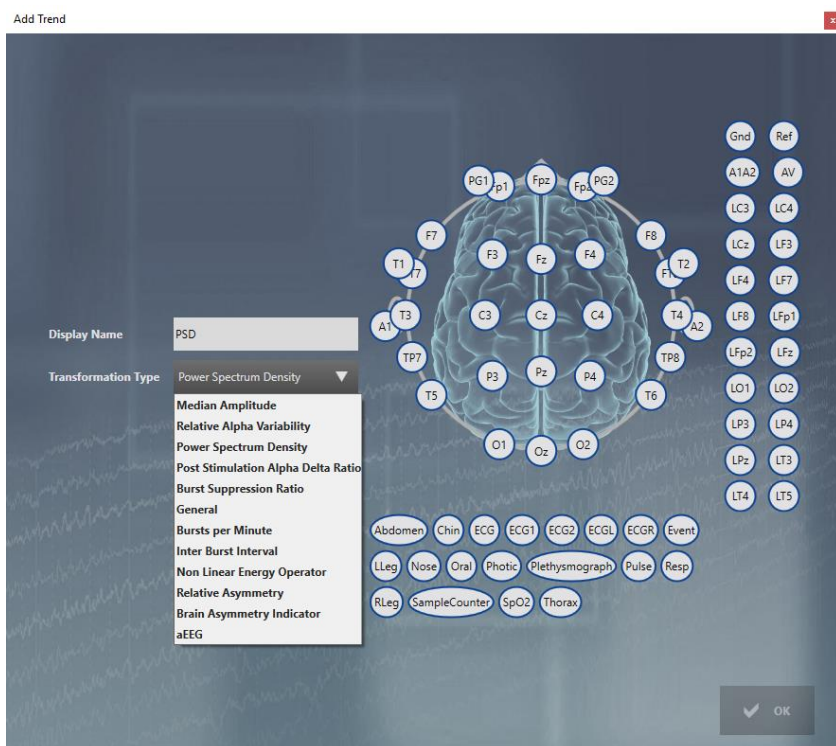 Add Trend
x
Gnd Ref
A1A2 AV
LC3 LC4
LCz LF3
LF4 LF7
LF8 LFp1
LFp2 LFz
LO1 LO2
LP3 LP4
LPz LT3
LT4 LT5
PG1 Fp1 Fpz PG2
F7 F8
F3 Fz F4
T1 T2
A1 T3 C3 Cz C4 T4 A2
TP7 TP8
P3 Pz P4
T5 T6
O1 Oz O2
Display Name PSD
Transformation Type Power Spectrum Density
Median Amplitude
Relative Alpha Variability
Power Spectrum Density
Post Stimulation Alpha Delta Ratio
Burst Suppression Ratio
General
Bursts per Minute
Inter Burst Interval
Non Linear Energy Operator
Relative Asymmetry
Brain Asymmetry Indicator
aEEG
Abdomen Chin ECG ECG1 ECG2 ECGL ECGR Event
LLeg Nose Oral Photic Plethysmograph Pulse Resp
RLeg SampleCounter SpO2 Thorax
OK